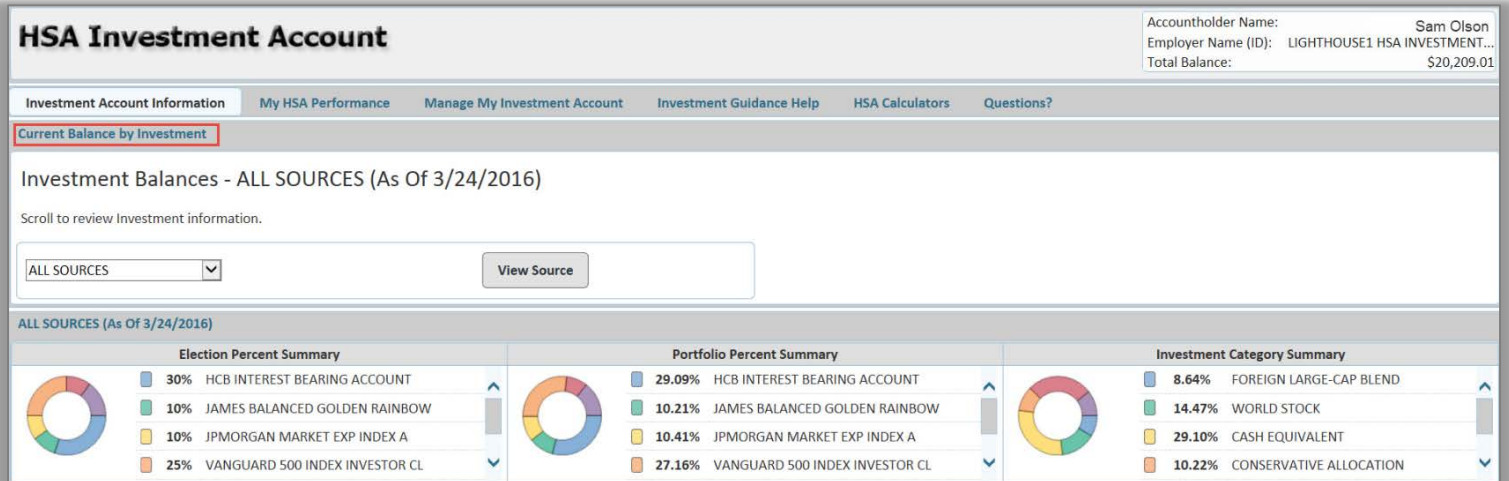 HSA Investment Account
Accountholder Name: Sam Olson
Employer Name (ID): LIGHTHOUSE1 HSA INVESTMENT...
Total Balance: $20,209.01
Investment Account Information My HSA Performance Manage My Investment Account Investment Guidance Help HSA Calculators Questions?
Current Balance by Investment
Investment Balances - ALL SOURCES (As Of 3/24/2016)
Scroll to review Investment information.
ALL SOURCES View Source
ALL SOURCES (As Of 3/24/2016)
Election Percent Summary
30% HCB INTEREST BEARING ACCOUNT
10% JAMES BALANCED GOLDEN RAINBOW
10% JPMORGAN MARKET EXP INDEX A
25% VANGUARD 500 INDEX INVESTOR CL
Portfolio Percent Summary
29.09% HCB INTEREST BEARING ACCOUNT
10.21% JAMES BALANCED GOLDEN RAINBOW
10.41% JPMORGAN MARKET EXP INDEX A
27.16% VANGUARD 500 INDEX INVESTOR CL
Investment Category Summary
8.64% FOREIGN LARGE-CAP BLEND
14.47% WORLD STOCK
29.10% CASH EQUIVALENT
10.22% CONSERVATIVE ALLOCATION